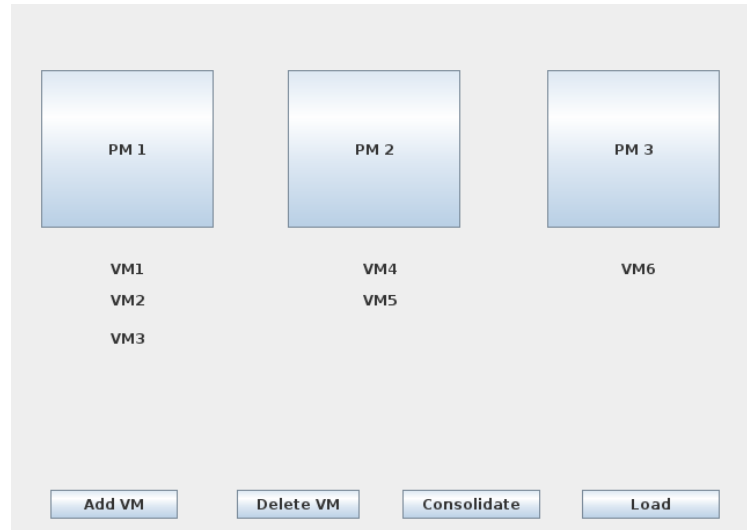 PM 1
PM 2
PM 3
VM1
VM4
VM6
VM2
VM5
VM3
Add VM
Delete VM
Consolidate
Load